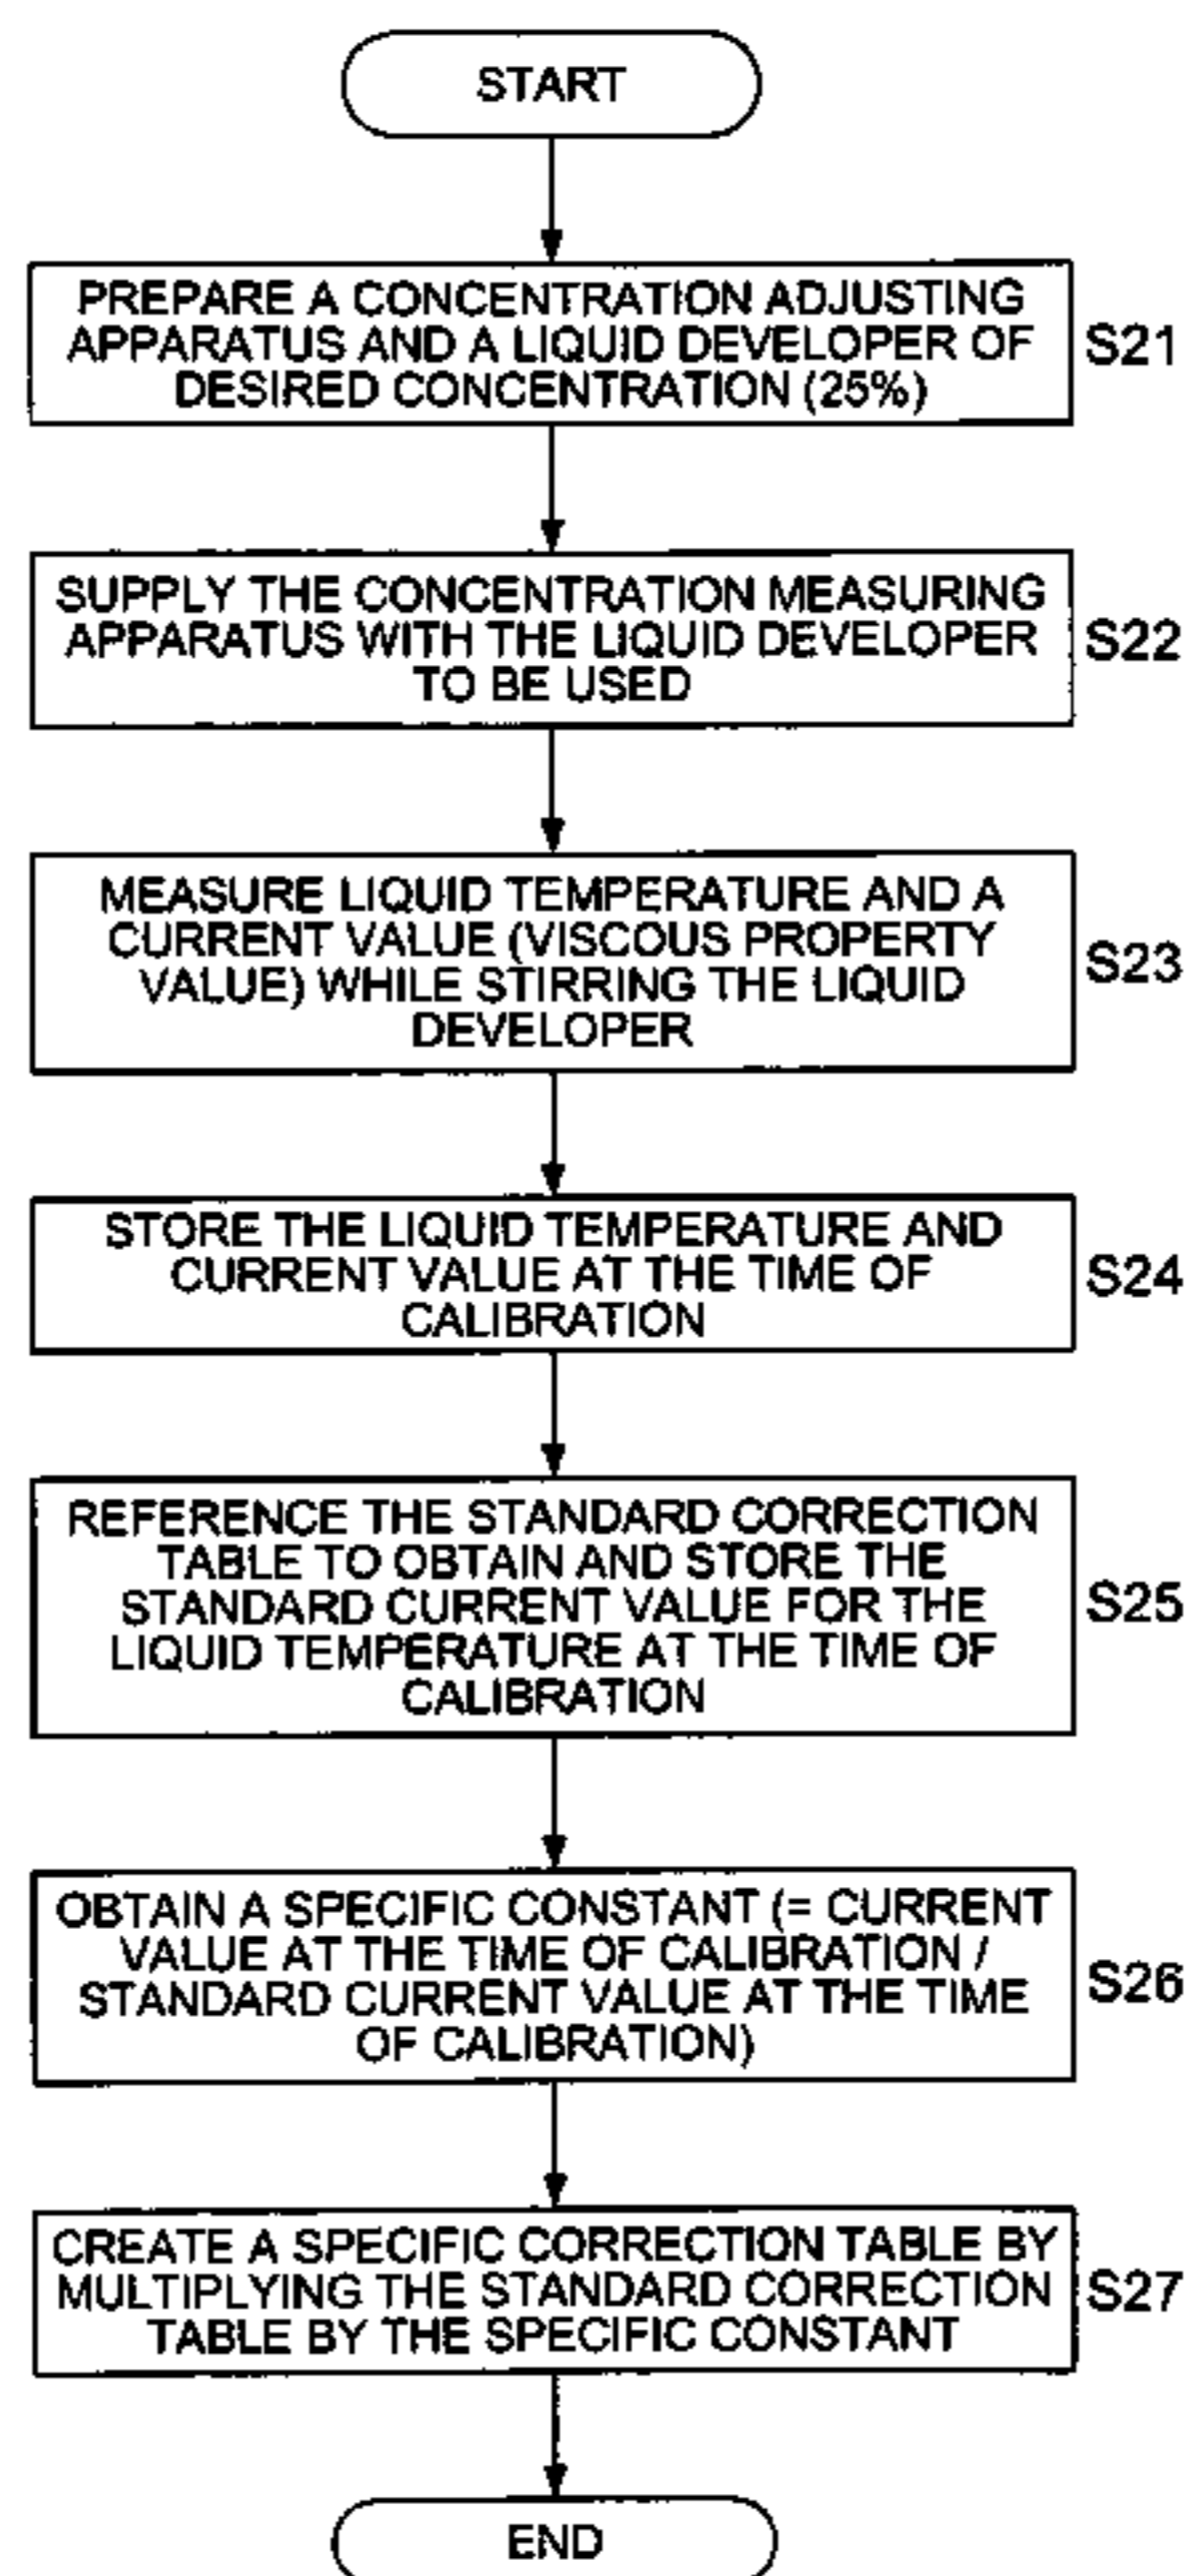 START
PREPARE A CONCENTRATION ADJUSTING
APPARATUS AND A LIQUID DEVELOPER OF
DESIRED CONCENTRATION (25%)
S21
SUPPLY THE CONCENTRATION MEASURING
APPARATUS WITH THE LIQUID DEVELOPER
TO BE USED
S22
MEASURE LIQUID TEMPERATURE AND A
CURRENT VALUE (VISCOUS PROPERTY
VALUE) WHILE STIRRING THE LIQUID
DEVELOPER
S23
STORE THE LIQUID TEMPERATURE AND
CURRENT VALUE AT THE TIME OF
CALIBRATION
S24
REFERENCE THE STANDARD CORRECTION
TABLE TO OBTAIN AND STORE THE
STANDARD CURRENT VALUE FOR THE
LIQUID TEMPERATURE AT THE TIME OF
CALIBRATION
S25
OBTAIN A SPECIFIC CONSTANT (= CURRENT
VALUE AT THE TIME OF CALIBRATION /
STANDARD CURRENT VALUE AT THE TIME
OF CALIBRATION)
S26
CREATE A SPECIFIC CORRECTION TABLE BY
MULTIPLYING THE STANDARD CORRECTION
TABLE BY THE SPECIFIC CONSTANT
S27
END